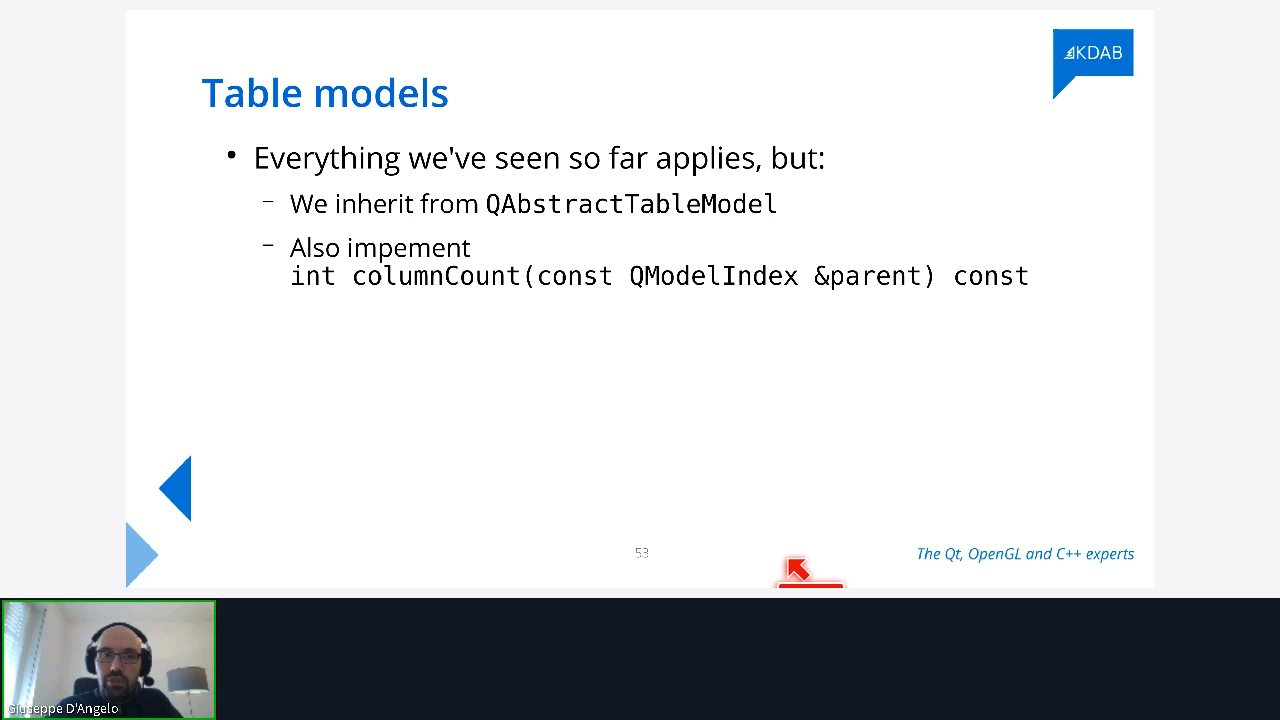 KDAB
Table models
• Everything we've seen so far applies, but:
– We inherit from QAbstractTableModel
– Also impement
int columnCount(const QModelIndex &parent) const
53
The Qt, OpenGL and C++ experts
Giuseppe D'Angelo